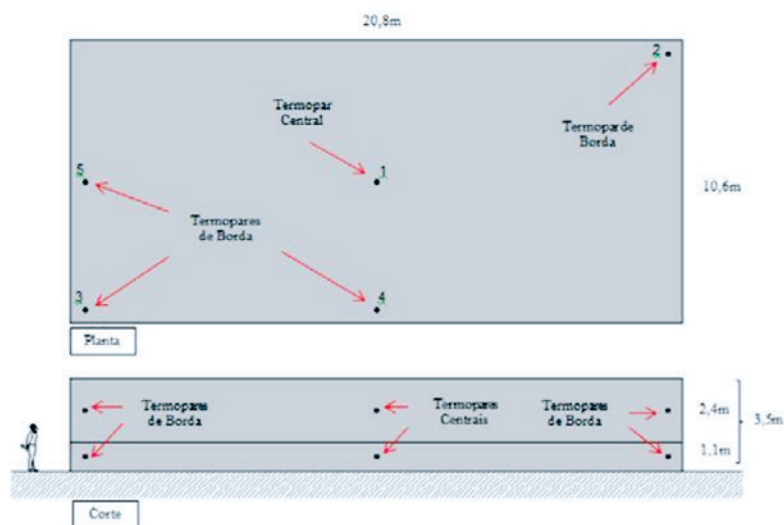 20,8m
2
Termopar
Central
Termopar de
Borda
5
1
10,6m
Termopares
de Borda
3
4
Planta
Termopares
de Borda
Termopares
Centrais
Termopares
de Borda
2,4m
3,5m
1,1m
Corte